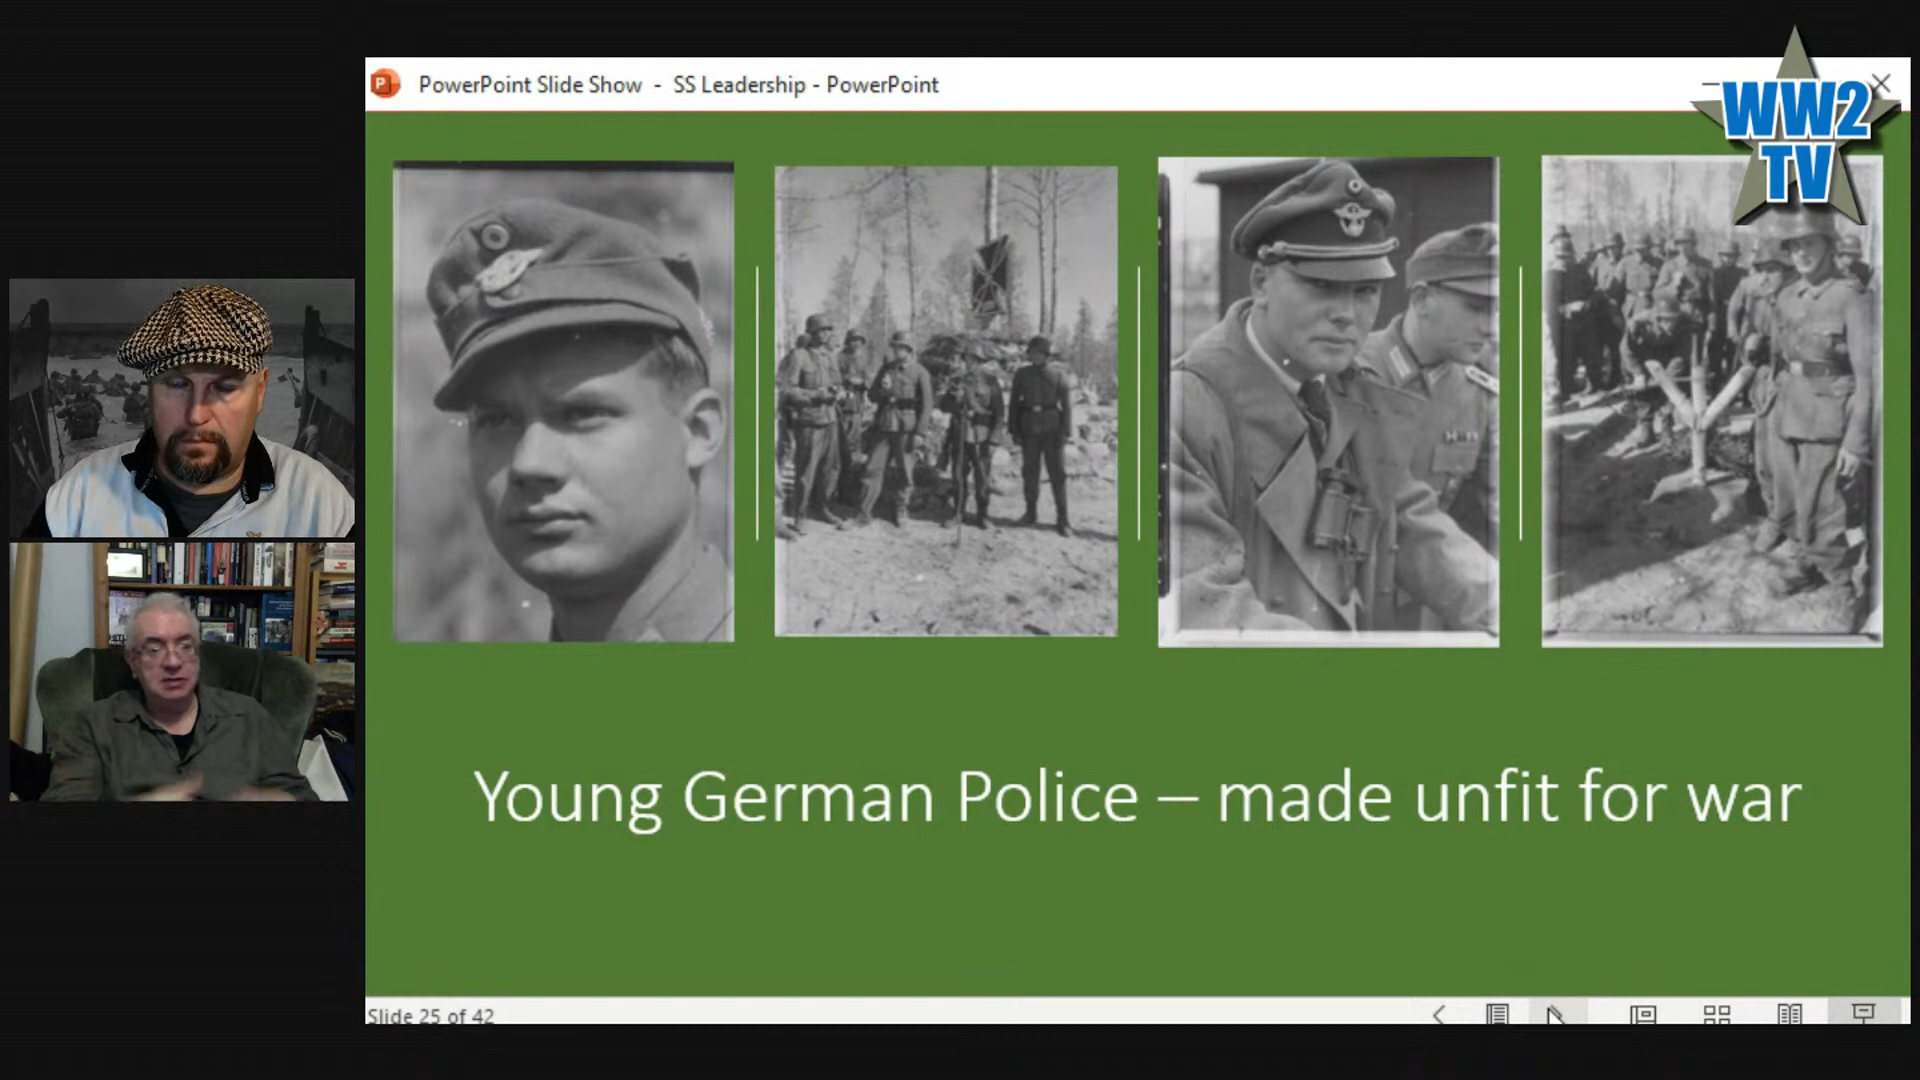 PowerPoint Slide Show - SS Leadership - PowerPoint
WW2
TV
Young German Police – made unfit for war
Slide 25 of 42